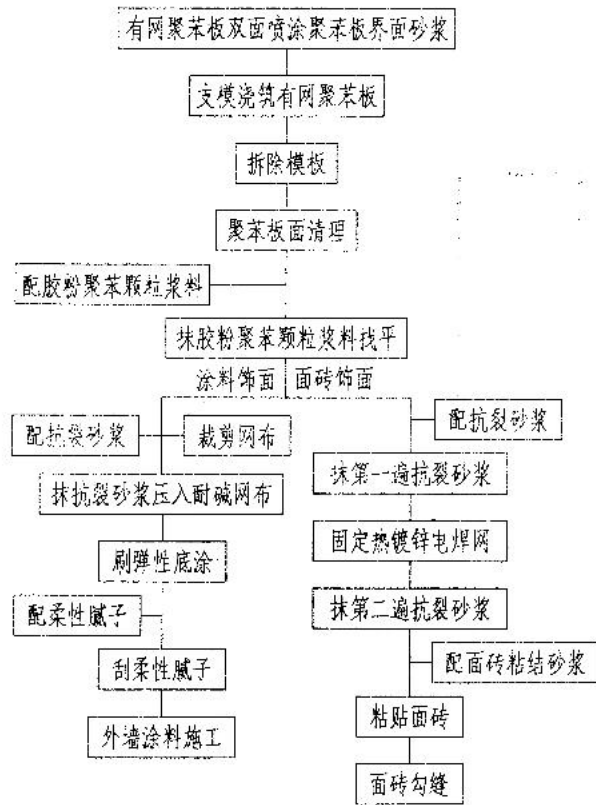 有网聚苯板双面喷涂聚苯板界面砂浆
支模浇筑有网聚苯板
拆除模板
聚苯板面清理
配胶粉聚苯颗粒浆料
抹胶粉聚苯颗粒浆料找平
涂料饰面 面砖饰面
配抗裂砂浆 裁剪网布
配抗裂砂浆
抹抗裂砂浆压入耐碱网布
抹第一遍抗裂砂浆
刷弹性底涂
固定热镀锌电焊网
配柔性腻子
抹第二遍抗裂砂浆
刮柔性腻子
配面砖粘结砂浆
外墙涂料施工
粘贴面砖
面砖勾缝